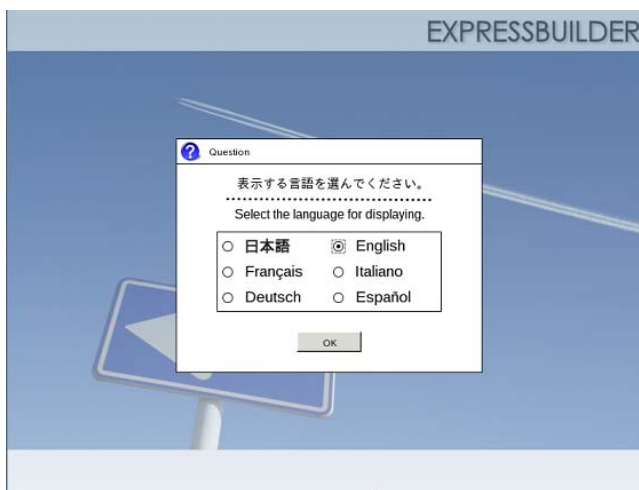 EXPRESSBUILDER
Question
表示する言語を選んでください。
Select the language for displaying.
日本語 English
Français Italiano
Deutsch Español
OK